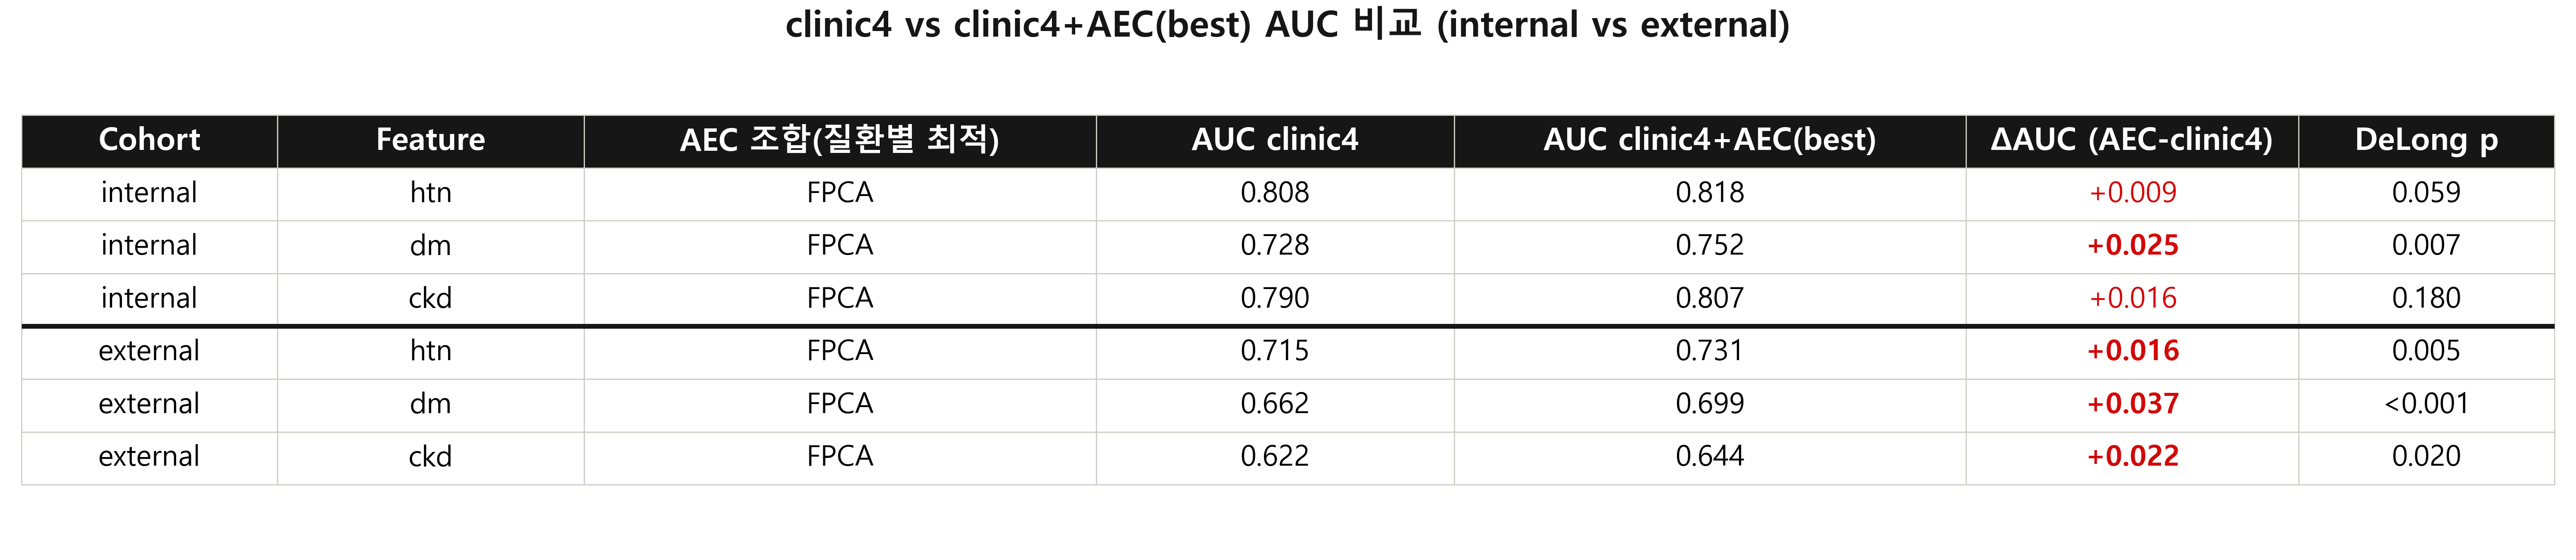 clinic4 vs clinic4+AEC(best) AUC 비교 (internal vs external)
Cohort Feature AEC 조합(질환별 최적) AUC clinic4 AUC clinic4+AEC(best) ΔAUC (AEC-clinic4) DeLong p
internal htn FPCA 0.808 0.818 +0.009 0.059
internal dm FPCA 0.728 0.752 +0.025 0.007
internal ckd FPCA 0.790 0.807 +0.016 0.180
external htn FPCA 0.715 0.731 +0.016 0.005
external dm FPCA 0.662 0.699 +0.037 <0.001
external ckd FPCA 0.622 0.644 +0.022 0.020